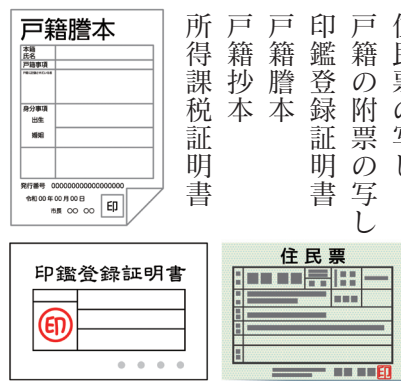 住民票の写し
戸籍の附票の写し
印鑑登録証明書
戸籍謄本
戸籍抄本
所得課税証明書
戸籍謄本
本籍
氏名
戸籍事項
身分事項
出生
婚姻
発行番号 000000000000000000
令和00年00月00日
市長 〇〇 〇〇
印
印鑑登録証明書
印
住民票
印